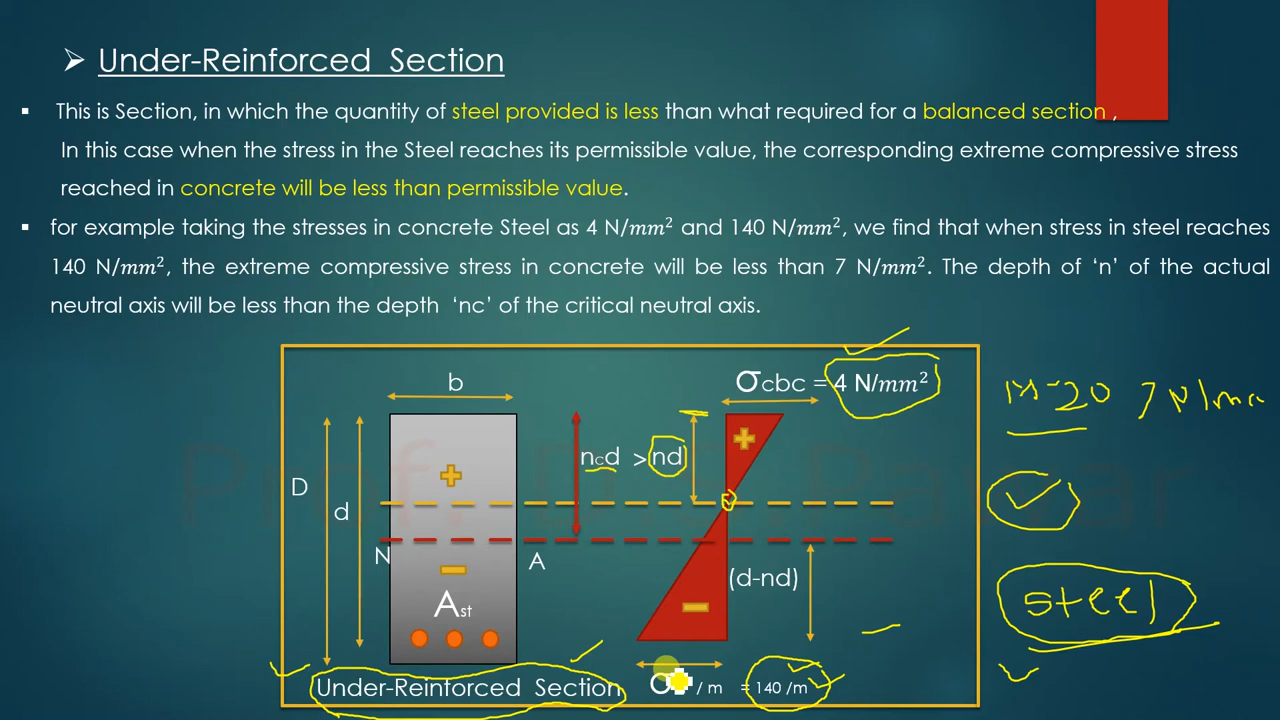 Under-Reinforced Section
This is Section, in which the quantity of steel provided is less than what required for a balanced section ,
In this case when the stress in the Steel reaches its permissible value, the corresponding extreme compressive stress
reached in concrete will be less than permissible value.
for example taking the stresses in concrete Steel as 4 N/mm² and 140 N/mm², we find that when stress in steel reaches
140 N/mm², the extreme compressive stress in concrete will be less than 7 N/mm². The depth of ‘n’ of the actual
neutral axis will be less than the depth ‘nc’ of the critical neutral axis.
b
σcbc = 4 N/mm²
M-20 7 N/mm
ncd > nd
D
d
N
A
(d-nd)
Ast
steel
Under-Reinforced Section
σ / m = 140 /m